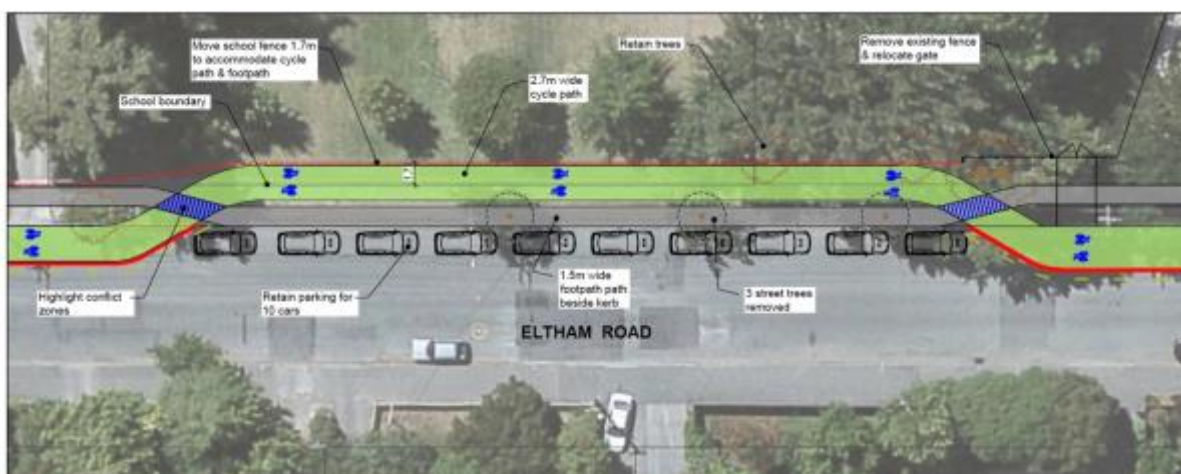 Move school fence 1.7m
to accommodate cycle
path & footpath
School boundary
2.7m wide
cycle path
Retain trees
Remove existing fence
& relocate gate
Highlight conflict
zones
Retain parking for
10 cars
1.5m wide
footpath path
beside kerb
3 street trees
removed
ELTHAM ROAD